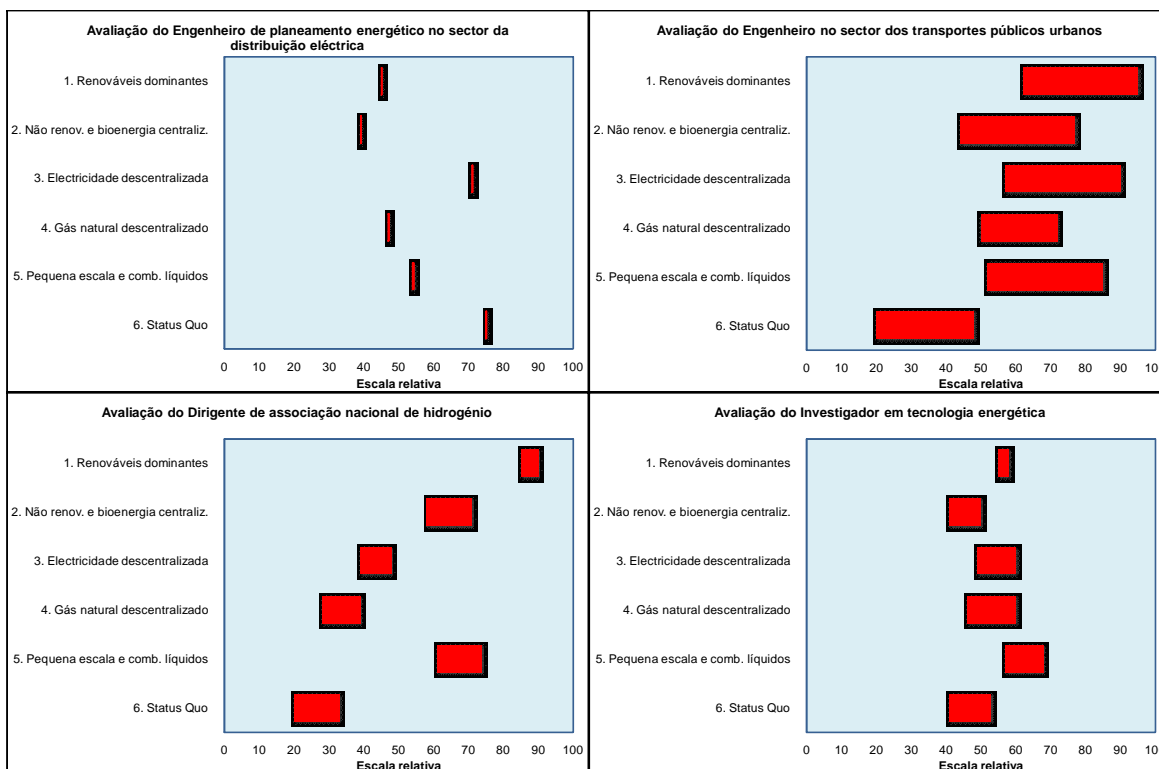 Avaliação do Engenheiro de planeamento energético no sector da
distribuição eléctrica
1. Renováveis dominantes
2. Não renov. e bioenergia centraliz.
3. Electricidade descentralizada
4. Gás natural descentralizado
5. Pequena escala e comb. líquidos
6. Status Quo
0 10 20 30 40 50 60 70 80 90 100
Escala relativa
Avaliação do Engenheiro no sector dos transportes públicos urbanos
1. Renováveis dominantes
2. Não renov. e bioenergia centraliz.
3. Electricidade descentralizada
4. Gás natural descentralizado
5. Pequena escala e comb. líquidos
6. Status Quo
0 10 20 30 40 50 60 70 80 90 10
Escala relativa
Avaliação do Dirigente de associação nacional de hidrogénio
1. Renováveis dominantes
2. Não renov. e bioenergia centraliz.
3. Electricidade descentralizada
4. Gás natural descentralizado
5. Pequena escala e comb. líquidos
6. Status Quo
0 10 20 30 40 50 60 70 80 90 100
Escala relativa
Avaliação do Investigador em tecnologia energética
1. Renováveis dominantes
2. Não renov. e bioenergia centraliz.
3. Electricidade descentralizada
4. Gás natural descentralizado
5. Pequena escala e comb. líquidos
6. Status Quo
0 10 20 30 40 50 60 70 80 90 10
Escala relativa